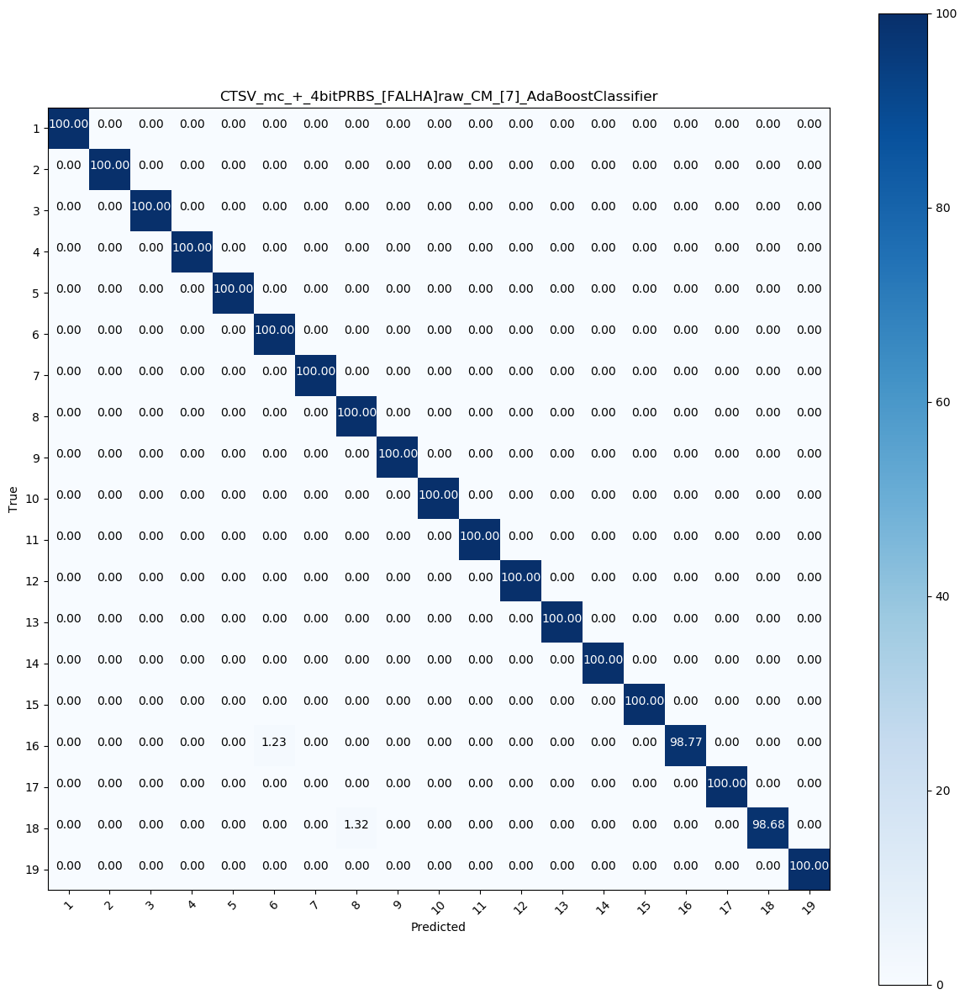 CTSV_mc_+_4bitPRBS_[FALHA]raw_CM_[7]_AdaBoostClassifier
1 100.00 0.00 0.00 0.00 0.00 0.00 0.00 0.00 0.00 0.00 0.00 0.00 0.00 0.00 0.00 0.00 0.00 0.00 0.00
2 0.00 100.00 0.00 0.00 0.00 0.00 0.00 0.00 0.00 0.00 0.00 0.00 0.00 0.00 0.00 0.00 0.00 0.00 0.00
3 0.00 0.00 100.00 0.00 0.00 0.00 0.00 0.00 0.00 0.00 0.00 0.00 0.00 0.00 0.00 0.00 0.00 0.00 0.00
4 0.00 0.00 0.00 100.00 0.00 0.00 0.00 0.00 0.00 0.00 0.00 0.00 0.00 0.00 0.00 0.00 0.00 0.00 0.00
5 0.00 0.00 0.00 0.00 100.00 0.00 0.00 0.00 0.00 0.00 0.00 0.00 0.00 0.00 0.00 0.00 0.00 0.00 0.00
6 0.00 0.00 0.00 0.00 0.00 100.00 0.00 0.00 0.00 0.00 0.00 0.00 0.00 0.00 0.00 0.00 0.00 0.00 0.00
7 0.00 0.00 0.00 0.00 0.00 0.00 100.00 0.00 0.00 0.00 0.00 0.00 0.00 0.00 0.00 0.00 0.00 0.00 0.00
8 0.00 0.00 0.00 0.00 0.00 0.00 0.00 100.00 0.00 0.00 0.00 0.00 0.00 0.00 0.00 0.00 0.00 0.00 0.00
9 0.00 0.00 0.00 0.00 0.00 0.00 0.00 0.00 100.00 0.00 0.00 0.00 0.00 0.00 0.00 0.00 0.00 0.00 0.00
10 0.00 0.00 0.00 0.00 0.00 0.00 0.00 0.00 0.00 100.00 0.00 0.00 0.00 0.00 0.00 0.00 0.00 0.00 0.00
11 0.00 0.00 0.00 0.00 0.00 0.00 0.00 0.00 0.00 0.00 100.00 0.00 0.00 0.00 0.00 0.00 0.00 0.00 0.00
12 0.00 0.00 0.00 0.00 0.00 0.00 0.00 0.00 0.00 0.00 0.00 100.00 0.00 0.00 0.00 0.00 0.00 0.00 0.00
13 0.00 0.00 0.00 0.00 0.00 0.00 0.00 0.00 0.00 0.00 0.00 0.00 100.00 0.00 0.00 0.00 0.00 0.00 0.00
14 0.00 0.00 0.00 0.00 0.00 0.00 0.00 0.00 0.00 0.00 0.00 0.00 0.00 100.00 0.00 0.00 0.00 0.00 0.00
15 0.00 0.00 0.00 0.00 0.00 0.00 0.00 0.00 0.00 0.00 0.00 0.00 0.00 0.00 100.00 0.00 0.00 0.00 0.00
16 0.00 0.00 0.00 0.00 0.00 1.23 0.00 0.00 0.00 0.00 0.00 0.00 0.00 0.00 0.00 98.77 0.00 0.00 0.00
17 0.00 0.00 0.00 0.00 0.00 0.00 0.00 0.00 0.00 0.00 0.00 0.00 0.00 0.00 0.00 0.00 100.00 0.00 0.00
18 0.00 0.00 0.00 0.00 0.00 0.00 0.00 1.32 0.00 0.00 0.00 0.00 0.00 0.00 0.00 0.00 0.00 98.68 0.00
19 0.00 0.00 0.00 0.00 0.00 0.00 0.00 0.00 0.00 0.00 0.00 0.00 0.00 0.00 0.00 0.00 0.00 0.00 100.00
True
1 2 3 4 5 6 7 8 9 10 11 12 13 14 15 16 17 18 19
Predicted
100
80
60
40
20
0